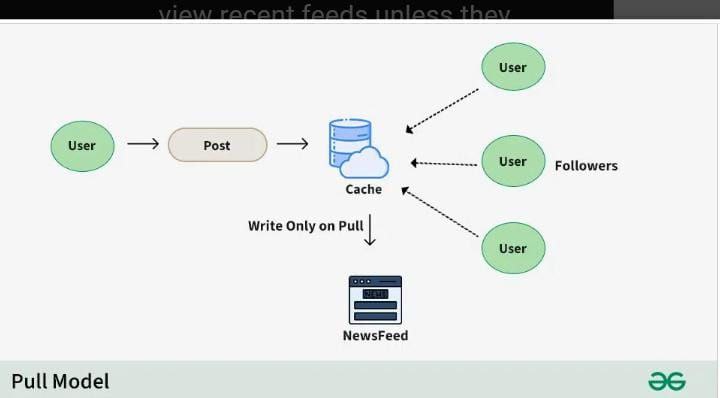 view recent feeds unless they
User
User
Post
User
Followers
Cache
Write Only on Pull
User
NEWS
NewsFeed
Pull Model